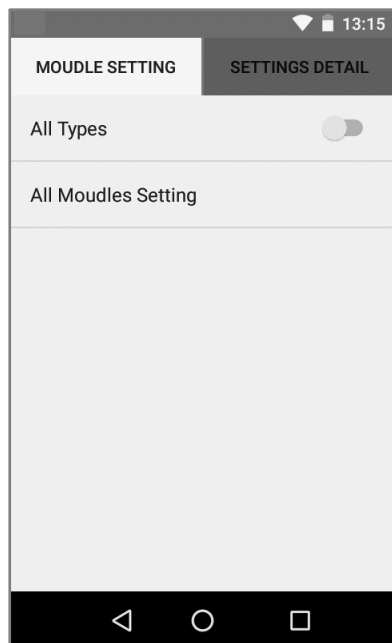 13:15
MOUDLE SETTING
SETTINGS DETAIL
All Types
All Moudles Setting